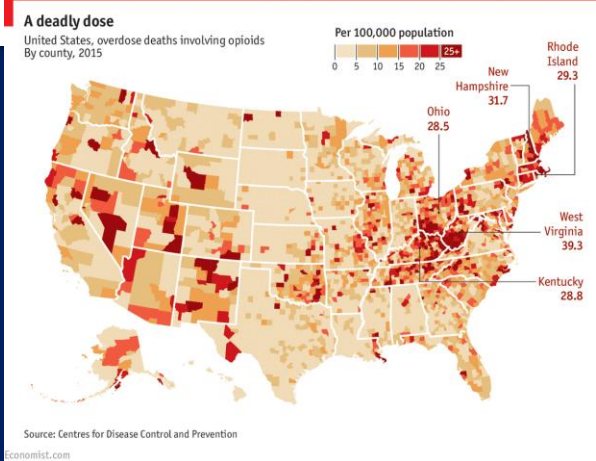 A deadly dose
United States, overdose deaths involving opioids
By county, 2015
Per 100,000 population
0 5 10 15 20 25 25+
Rhode
Island
29.3
New
Hampshire
31.7
Ohio
28.5
West
Virginia
39.3
Kentucky
28.8
Source: Centres for Disease Control and Prevention
Economist.com